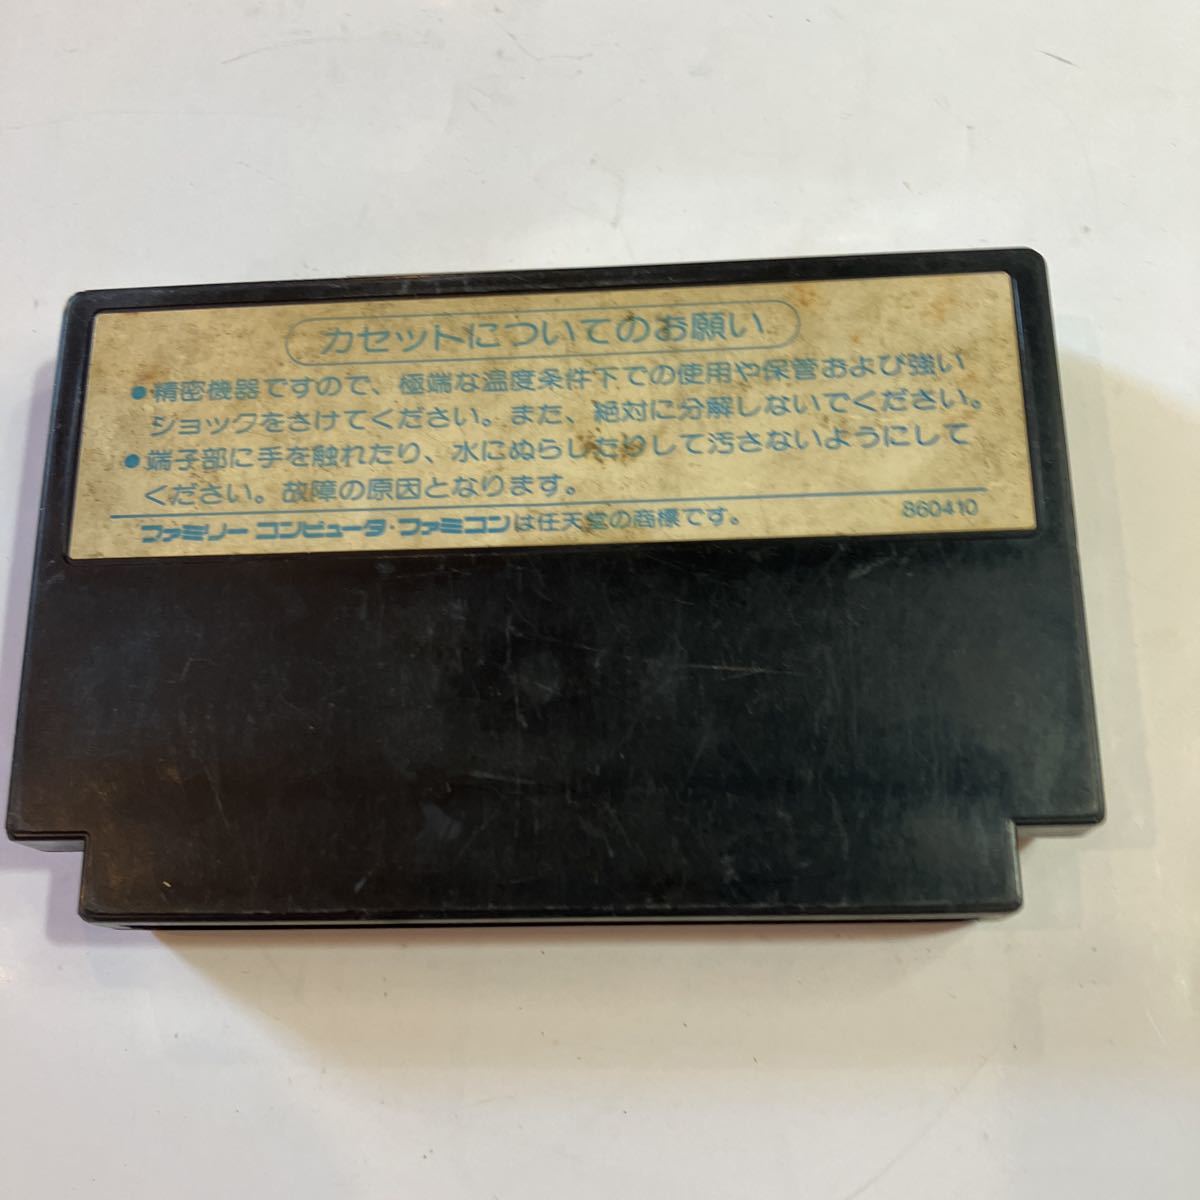 カセットについてのお願い
●精密機器ですので、極端な温度条件下での使用や保管および強い
ショックをさけてください。また、絶対に分解しないでください。
●端子部に手を触れたり、水にぬらしたりして汚さないようにして
ください。故障の原因となります。
ファミリー コンピュータ・ファミコンは任天堂の商標です。
860410